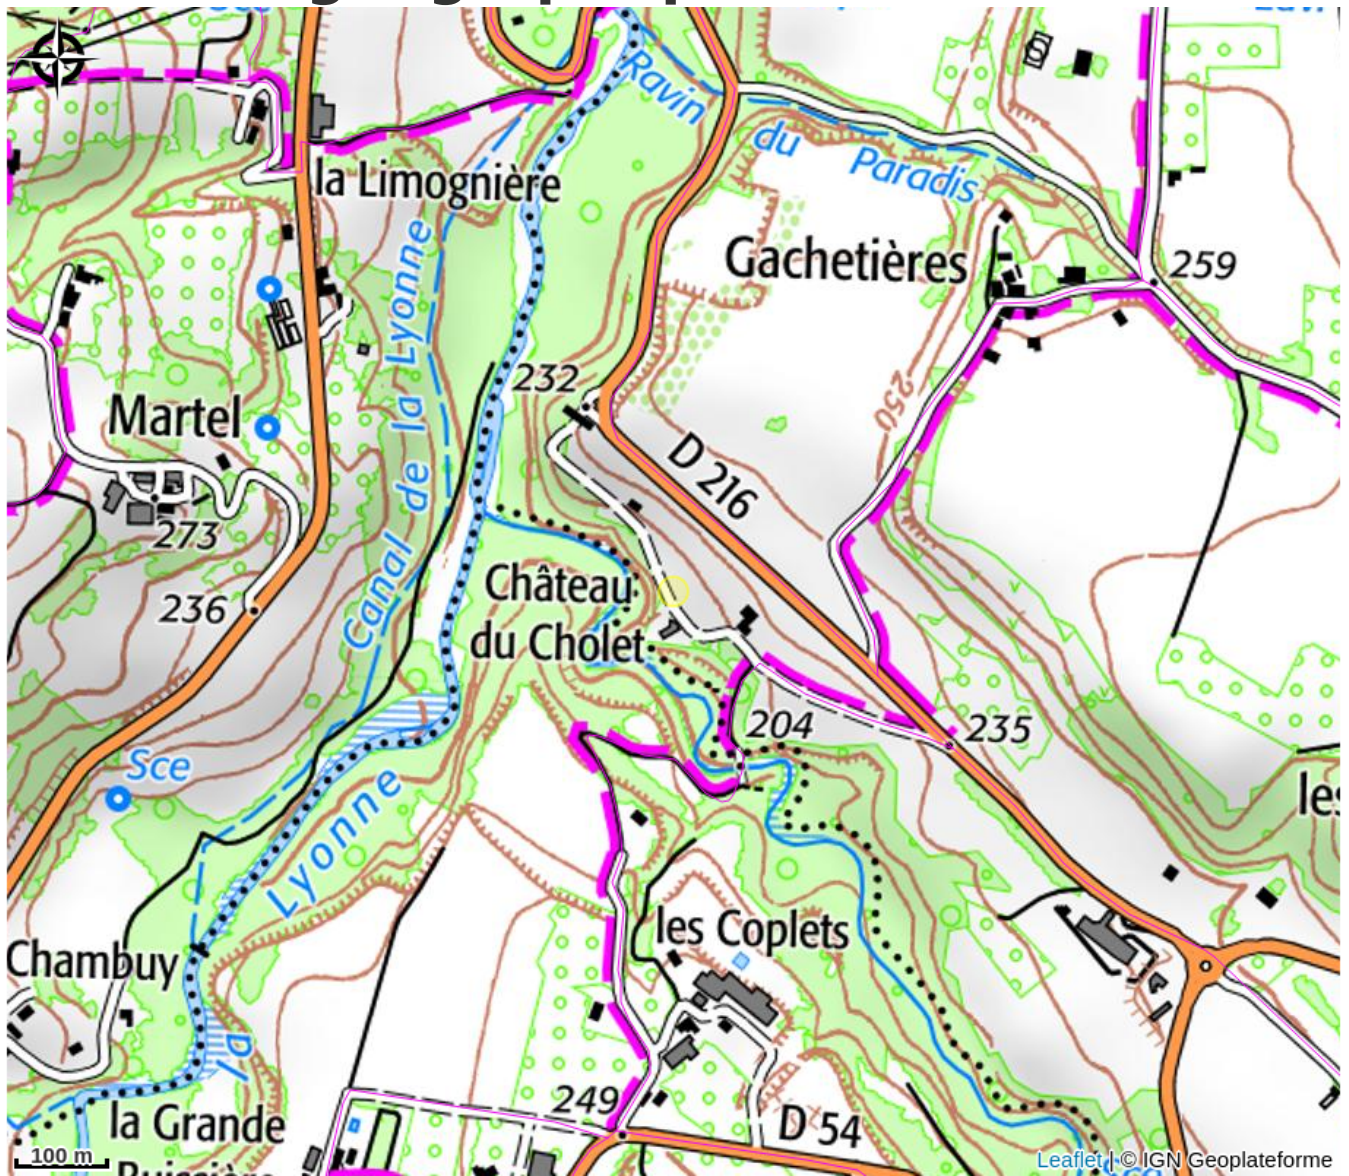 Ravin
du Paradis
la Limognière
Gachetières
259
Canal de la Lyonne
232
250
Martel
D 216
273
Château
du Cholet
236
204
235
Sce
la Lyonne
les Coplets
Chambuy
249
D 54
la Grande
100 m
Leaflet | © IGN Geoplateforme